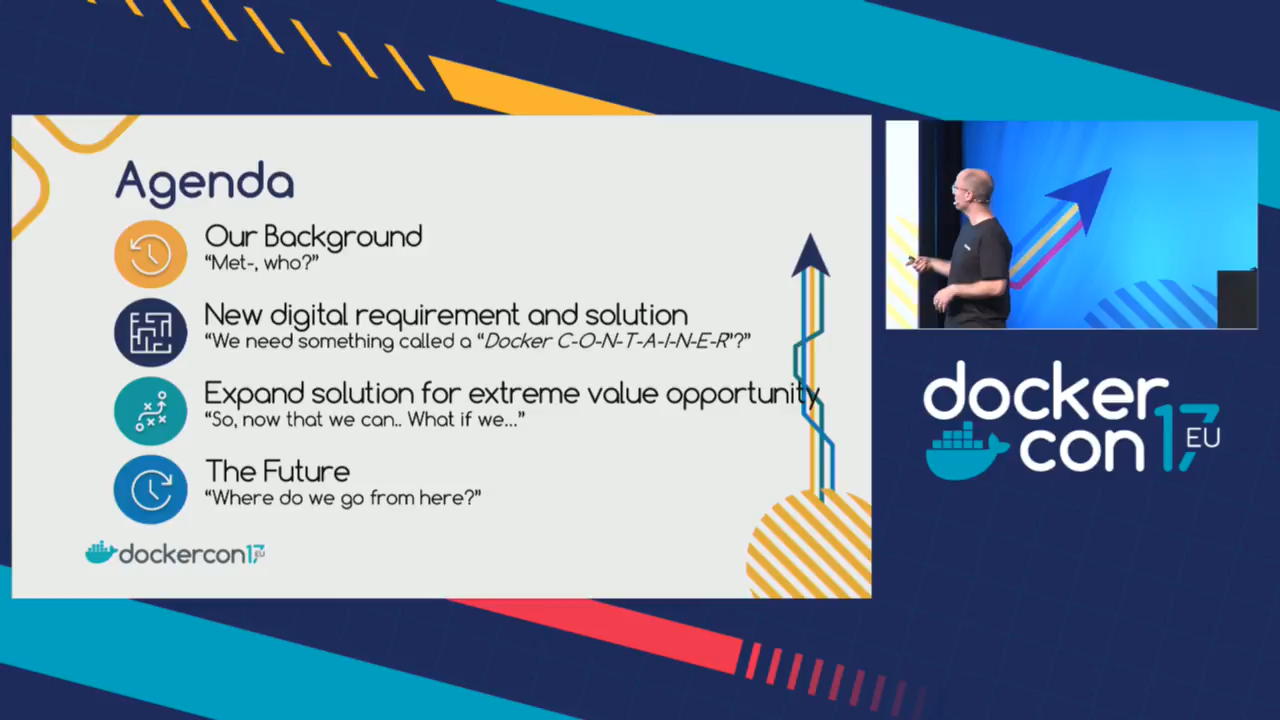 Agenda
Our Background
“Met-, who?”
New digital requirement and solution
“We need something called a “Docker C-O-N-T-A-I-N-E-R”?”
Expand solution for extreme value opportunity
“So, now that we can.. What if we...”
The Future
“Where do we go from here?”
dockercon17 EU
docker
con 17 EU